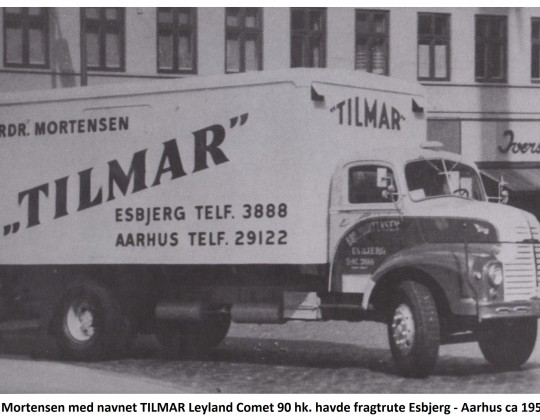 RDR. MORTENSEN
"TILMAR"
„TILMAR”
ESBJERG TELF. 3888
AARHUS TELF. 29122
Ivers
MORTENSEN
ESBJERG
Mortensen med navnet TILMAR Leyland Comet 90 hk. havde fragtrute Esbjerg - Aarhus ca 195